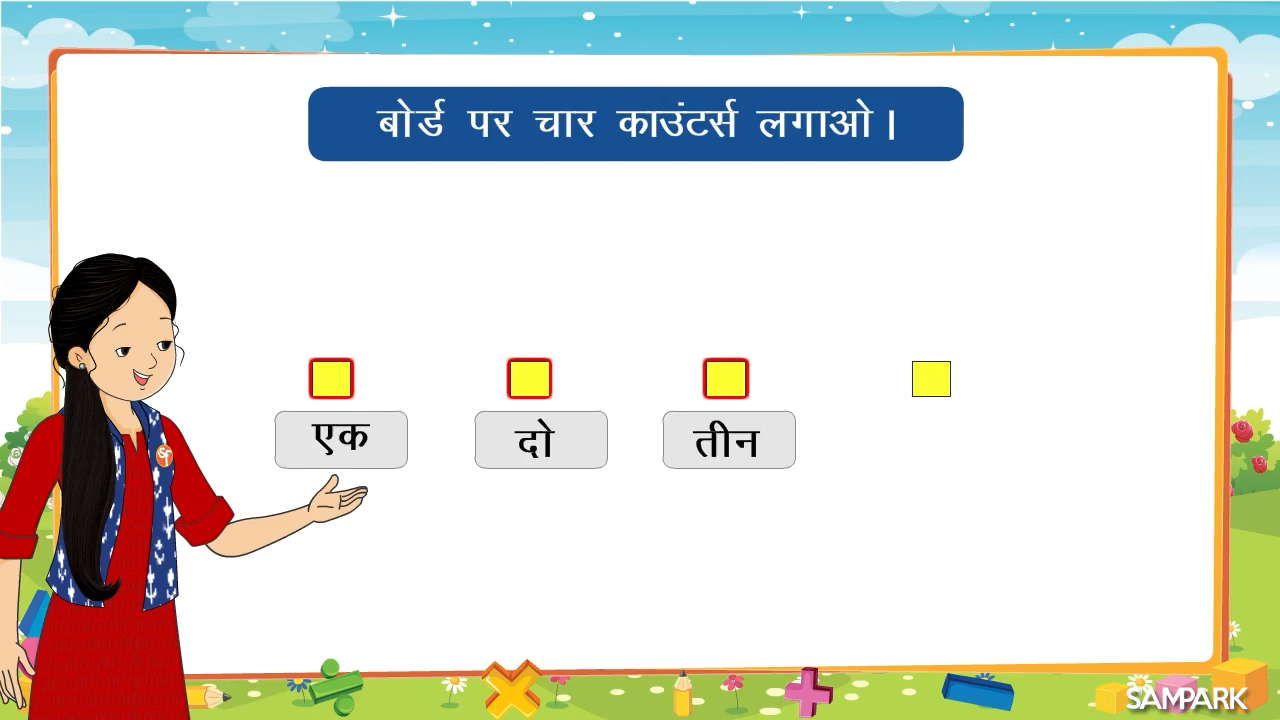 बोर्ड पर चार काउंटर्स लगाओ।
एक दो तीन
SAMPARK